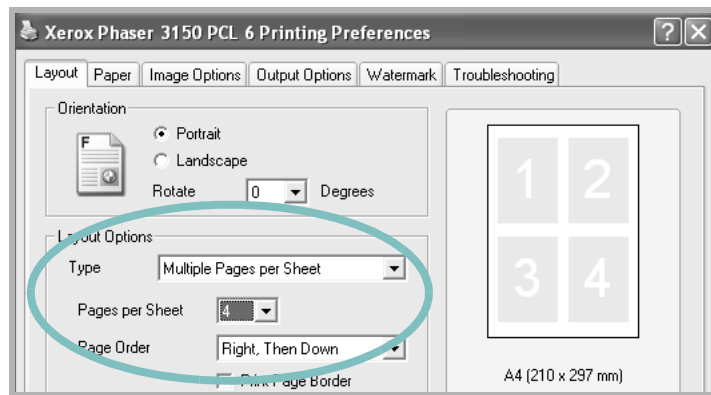 Xerox Phaser 3150 PCL 6 Printing Preferences
Layout Paper Image Options Output Options Watermark Troubleshooting
Orientation
F
Portrait
Landscape
Rotate 0 Degrees
Layout Options
Type Multiple Pages per Sheet
Pages per Sheet 4
Page Order Right, Then Down
Print Page Border
1 2
3 4
A4 (210 x 297 mm)